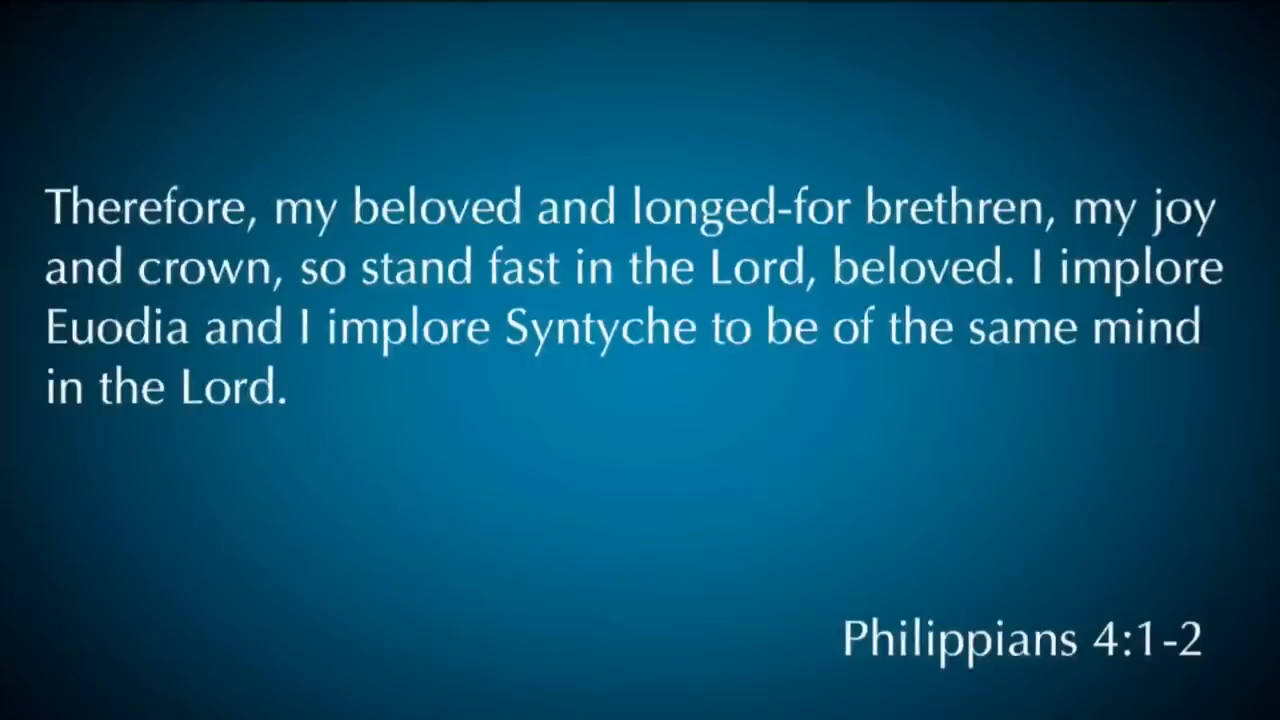 Therefore, my beloved and longed-for brethren, my joy
and crown, so stand fast in the Lord, beloved. I implore
Euodia and I implore Syntyche to be of the same mind
in the Lord.
Philippians 4:1-2